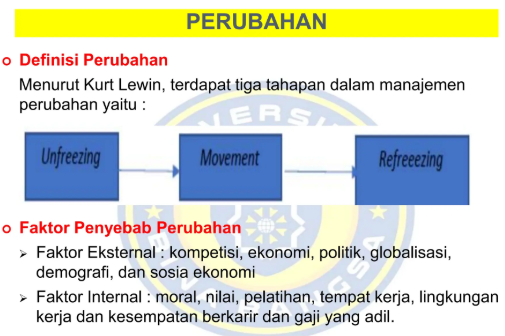 PERUBAHAN
Definisi Perubahan
Menurut Kurt Lewin, terdapat tiga tahapan dalam manajemen
perubahan yaitu :
Unfreezing
Movement
Refreeezing
Faktor Penyebab Perubahan
Faktor Eksternal : kompetisi, ekonomi, politik, globalisasi,
demografi, dan sosia ekonomi
Faktor Internal : moral, nilai, pelatihan, tempat kerja, lingkungan
kerja dan kesempatan berkarir dan gaji yang adil.